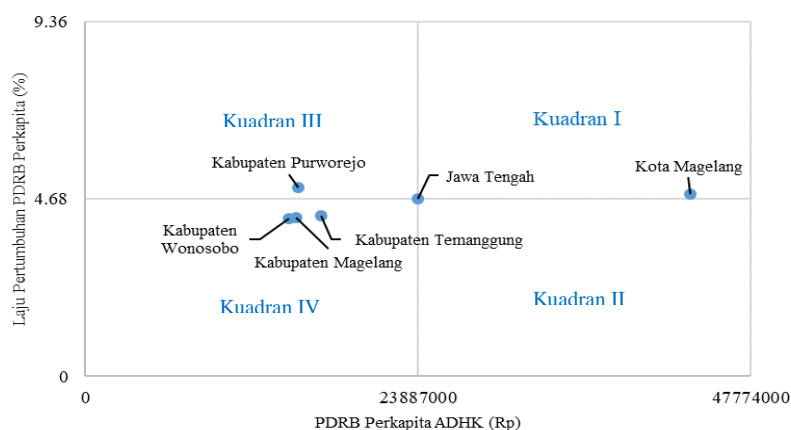 9.36
Kuadran III
Kuadran I
Kabupaten Purworejo
Jawa Tengah
Kota Magelang
4.68
Kabupaten
Wonosobo
Kabupaten Temanggung
Kabupaten Magelang
Kuadran IV
Kuadran II
0
0
23887000
47774000
PDRB Perkapita ADHK (Rp)
Laju Pertumbuhan PDRB Perkapita (%)